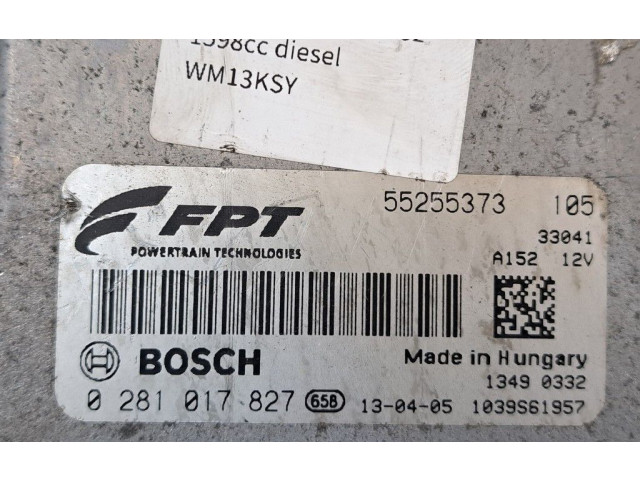 1598cc diesel
WM13KSY
FPT 55255373 105
POWERTRAIN TECHNOLOGIES 33041
A152 12V
BOSCH Made in Hungary
1349 0332
0 281 017 827 65B 13-04-05 1039S61957